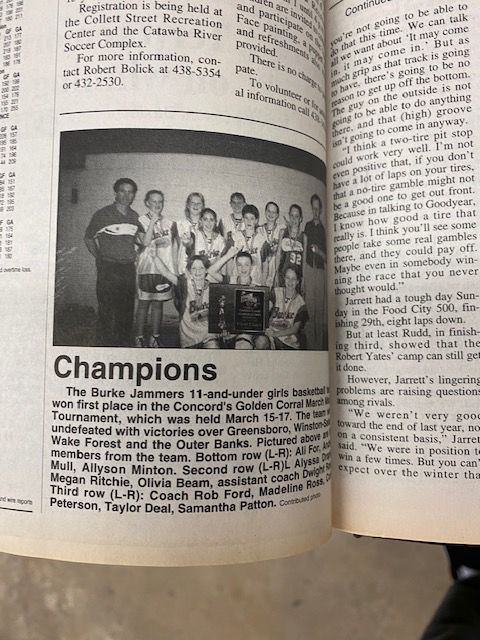 Registration is being held at
the Collett Street Recreation
Center and the Catawba River
Soccer Complex.
For more information, con-
tact Robert Bolick at 438-5354
or 432-2530.
and participate on
Face painting, a
and refreshments
provided.
There is no charge
pate.
To volunteer or for
al information call
Champions
The Burke Jammers 11-and-under girls basketball
won first place in the Concord's Golden Corral March
Tournament, which was held March 15-17. The team
undefeated with victories over Greensboro,
Wake Forest and the Outer Banks. Pictured above are
members from the team. Bottom row (L-R): Ali For,
Mull, Allyson Minton. Second row (L-R)L Alyssa
Megan Ritchie, Olivia Beam, assistant coach Dwight
Third row (L-R): Coach Rob Ford, Madeline Ross,
Peterson, Taylor Deal, Samantha Patton. Contributed photo
32
overtime loss.
and wire reports
GF GA
GF GA
you're not going to be able to
do that this time. We can talk
all we want about 'It may come
in, it may come in.' But as
much grip as that track is going
to have, there's going to be no
reason to get up off the bottom.
The guy on the outside is not
going to be able to do anything
there, and that (high) groove
isn't going to come in anyway.
"I think a two-tire pit stop
could work very well. I'm not
even positive that, if you don't
have a lot of laps on your tires,
that a no-tire gamble might not
be a good one to get out front.
Because in talking to Goodyear,
I know how good a tire that
really is. I think you'll see some
people take some real gambles
there, and they could pay off.
Maybe even in somebody win-
ning the race that you never
thought would."
Jarrett had a tough day Sun-
day in the Food City 500, fin-
ishing 29th, eight laps down.
But at least Rudd, in finish-
ing third, showed that the
Robert Yates' camp can still get
it done.
However, Jarrett's lingering
problems are raising questions
among rivals.
"We weren't very good
toward the end of last year, no
on a consistent basis," Jarret
said. "We were in position to
win a few times. But you can't
expect over the winter tha